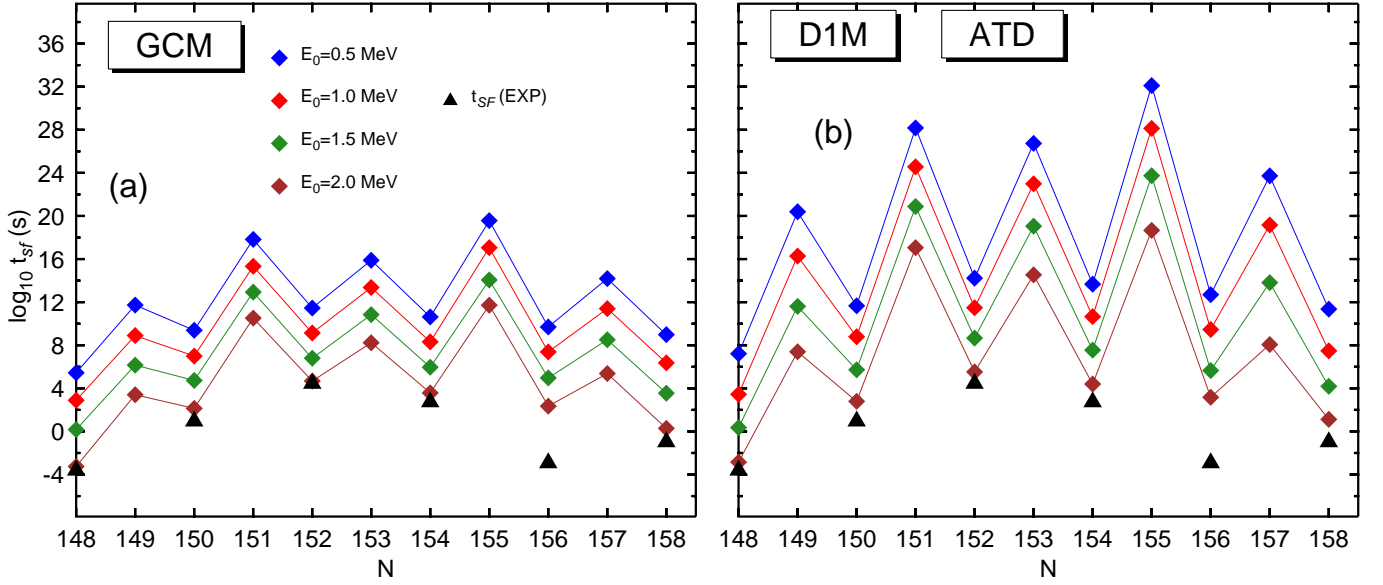 GCM
E0=0.5 MeV
E0=1.0 MeV
E0=1.5 MeV
E0=2.0 MeV
tSF (EXP)
(a)
log10 tsf (s)
36
32
28
24
20
16
12
8
4
0
-4
148 149 150 151 152 153 154 155 156 157 158
N
D1M ATD
(b)
148 149 150 151 152 153 154 155 156 157 158
N